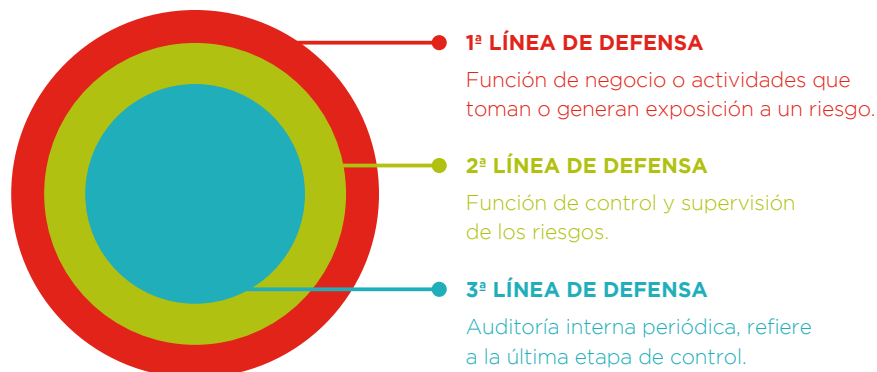 1ª LÍNEA DE DEFENSA
Función de negocio o actividades que
toman o generan exposición a un riesgo.
2ª LÍNEA DE DEFENSA
Función de control y supervisión
de los riesgos.
3ª LÍNEA DE DEFENSA
Auditoría interna periódica, refiere
a la última etapa de control.